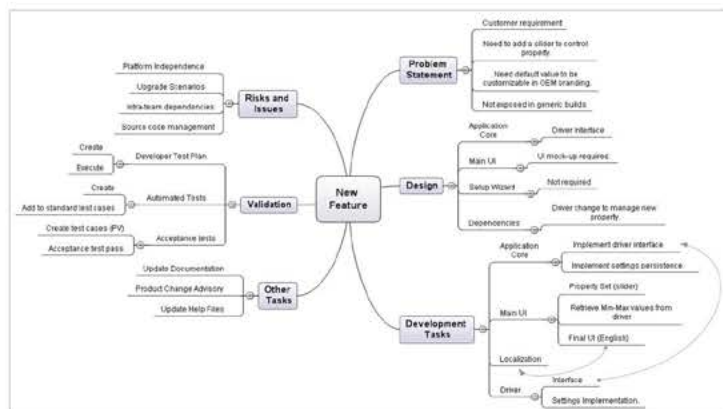 New
Feature
Risks and
Issues
Platform Independence
Upgrade Scenarios
Intra-team dependencies
Source code management
Validation
Developer Test Plan
Create
Execute
Automated Tests
Create
Add to standard test cases
Acceptance tests
Create test cases (PV)
Acceptance test pass
Other
Tasks
Update Documentation
Product Change Advisory
Update Help Files
Problem
Statement
Customer requirement
Need to add a slider to control
property.
Need default value to be
customizable in OEM branding.
Not exposed in generic builds
Design
Application
Core
Driver Interface
Main UI
UI mock-up requires
Setup Wizard
Not required
Dependencies
Driver change to manage new
property.
Development
Tasks
Application
Core
Implement driver interface
Implement settings persistence
Main UI
Property Set (slider)
Retrieve Min-Max values from
driver
Final UI (English)
Localization
Driver
Interface
Settings Implementation.